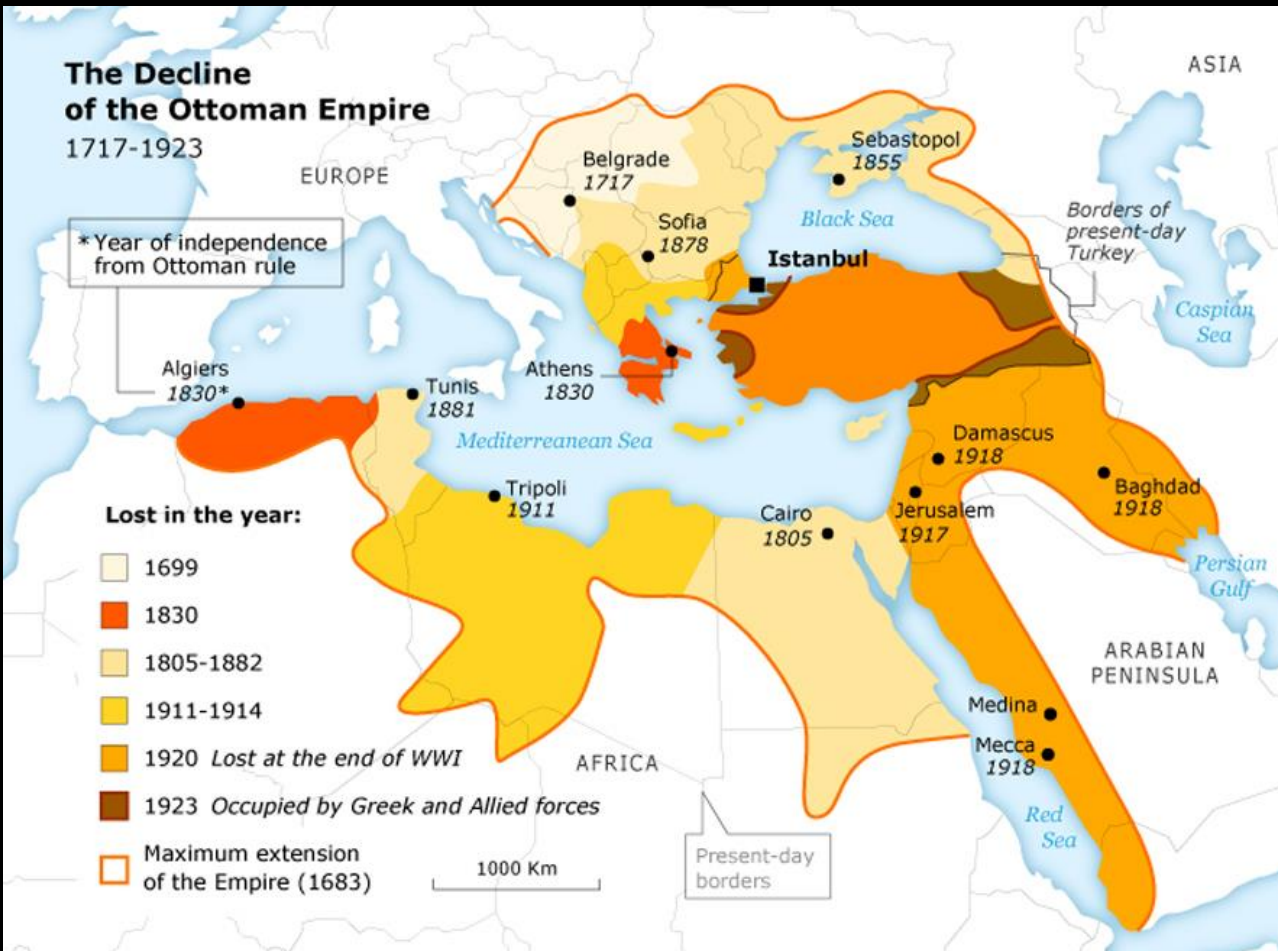 The Decline
of the Ottoman Empire
1717-1923
ASIA
EUROPE
Belgrade
1717
Sebastopol
1855
Black Sea
Borders of
present-day
Turkey
Sofia
1878
* Year of independence
from Ottoman rule
Istanbul
Caspian
Sea
Algiers
1830*
Tunis
1881
Athens
1830
Mediterreanean Sea
Damascus
1918
Baghdad
1918
Tripoli
1911
Cairo
1805
Jerusalem
1917
Persian
Gulf
Lost in the year:
1699
1830
1805-1882
1911-1914
1920 Lost at the end of WWI
1923 Occupied by Greek and Allied forces
Maximum extension
of the Empire (1683)
1000 Km
AFRICA
Present-day
borders
ARABIAN
PENINSULA
Medina
Mecca
1918
Red
Sea